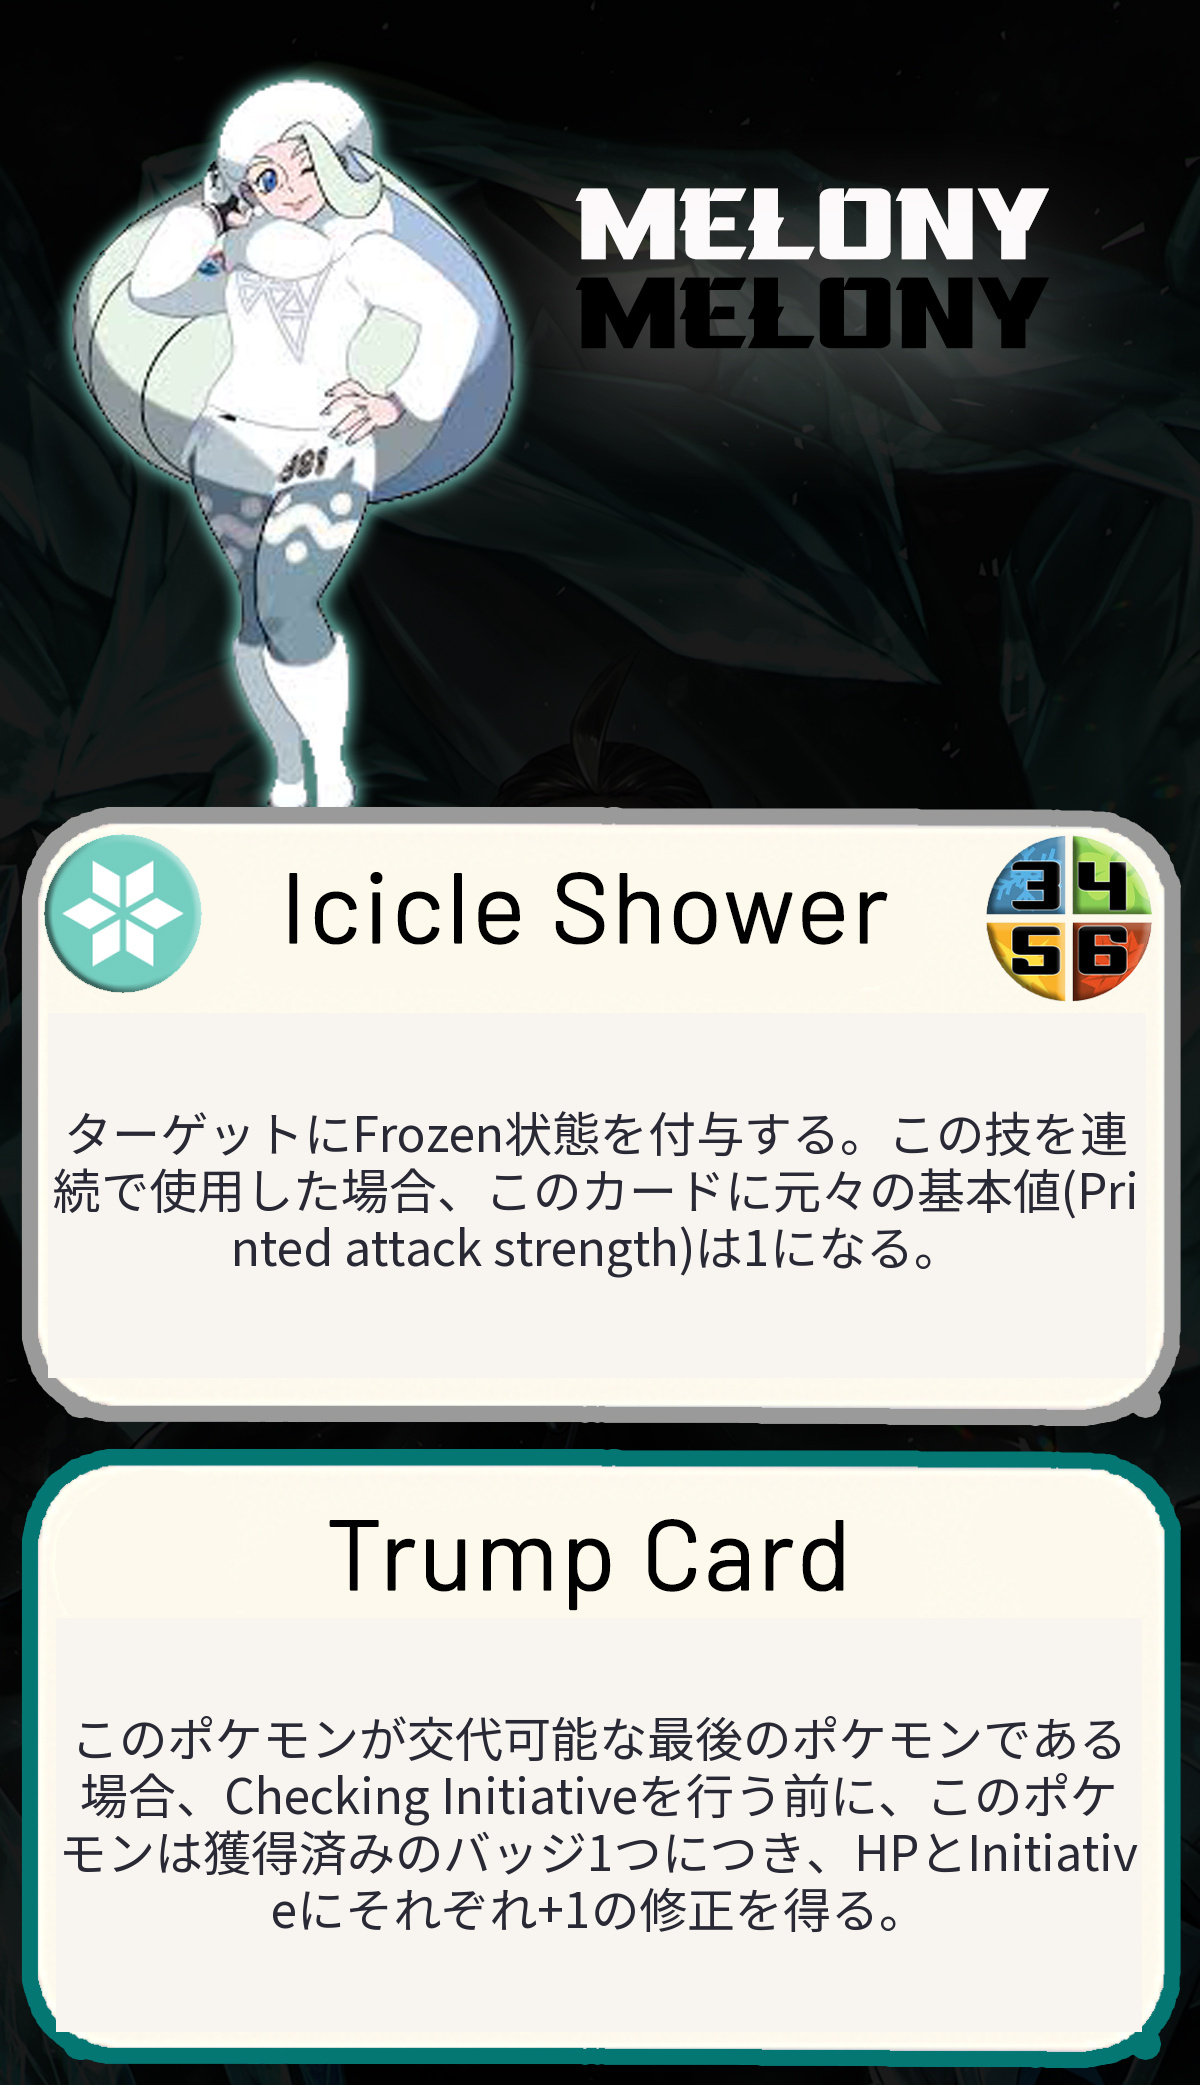 MELONY
MELONY
Icicle Shower
3 4
5 6
ターゲットにFrozen状態を付与する。この技を連
続で使用した場合、このカードに元々の基本値(Pri
nted attack strength)は1になる。
Trump Card
このポケモンが交代可能な最後のポケモンである
場合、Checking Initiativeを行う前に、このポケ
モンは獲得済みのバッジ1つにつき、HPとInitiativ
eにそれぞれ+1の修正を得る。